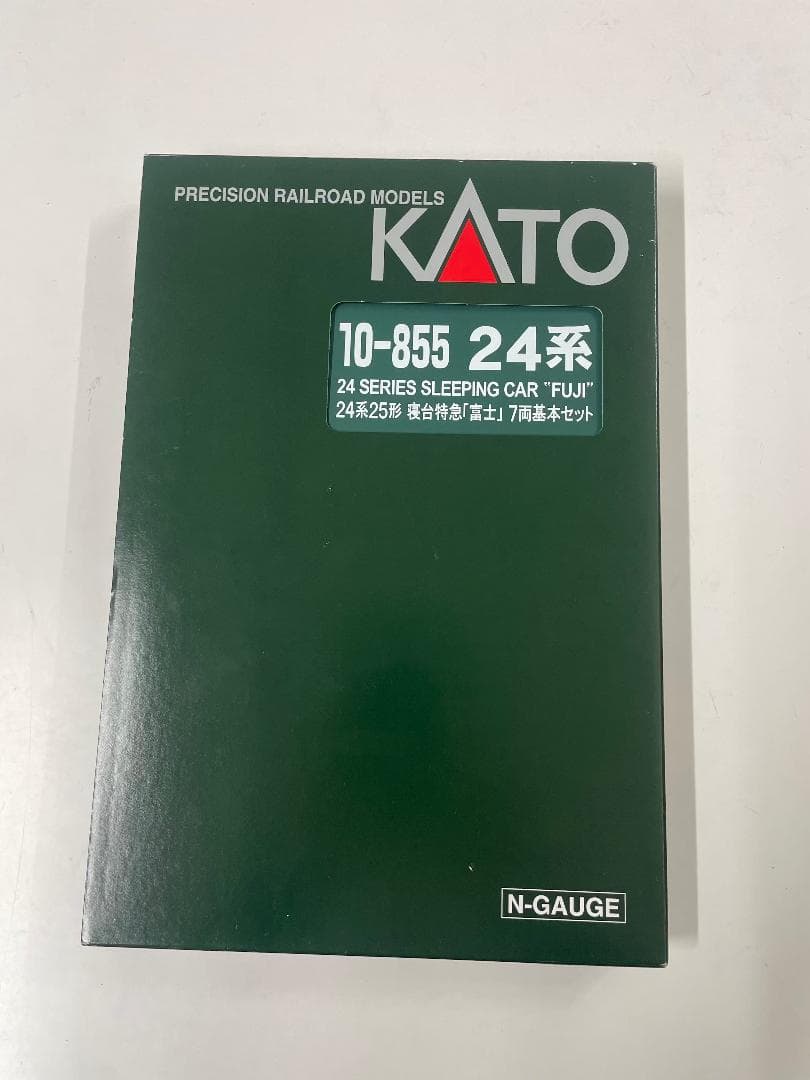 PRECISION RAILROAD MODELS
KATO
10-855 24系
24 SERIES SLEEPING CAR "FUJI"
24系25形 寝台特急「富士」 7両基本セット
N-GAUGE